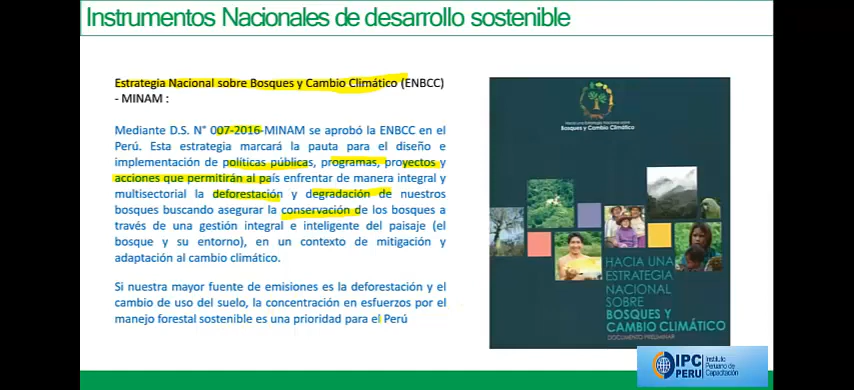 Instrumentos Nacionales de desarrollo sostenible
Estrategia Nacional sobre Bosques y Cambio Climático (ENBCC)
- MINAM :
Mediante D.S. N° 007-2016-MINAM se aprobó la ENBCC en el
Perú. Esta estrategia marcará la pauta para el diseño e
implementación de políticas públicas, programas, proyectos y
acciones que permitirán al país enfrentar de manera integral y
multisectorial la deforestación y degradación de nuestros
bosques buscando asegurar la conservación de los bosques a
través de una gestión integral e inteligente del paisaje (el
bosque y su entorno), en un contexto de mitigación y
adaptación al cambio climático.
Si nuestra mayor fuente de emisiones es la deforestación y el
cambio de uso del suelo, la concentración en esfuerzos por el
manejo forestal sostenible es una prioridad para el Perú
Hacia una Estrategia Nacional sobre
Bosques y Cambio Climático
HACIA UNA
ESTRATEGIA
NACIONAL
SOBRE
BOSQUES Y
CAMBIO CLIMÁTICO
DOCUMENTO PRELIMINAR
IPC
PERU
Instituto
Peruano de
Capacitación